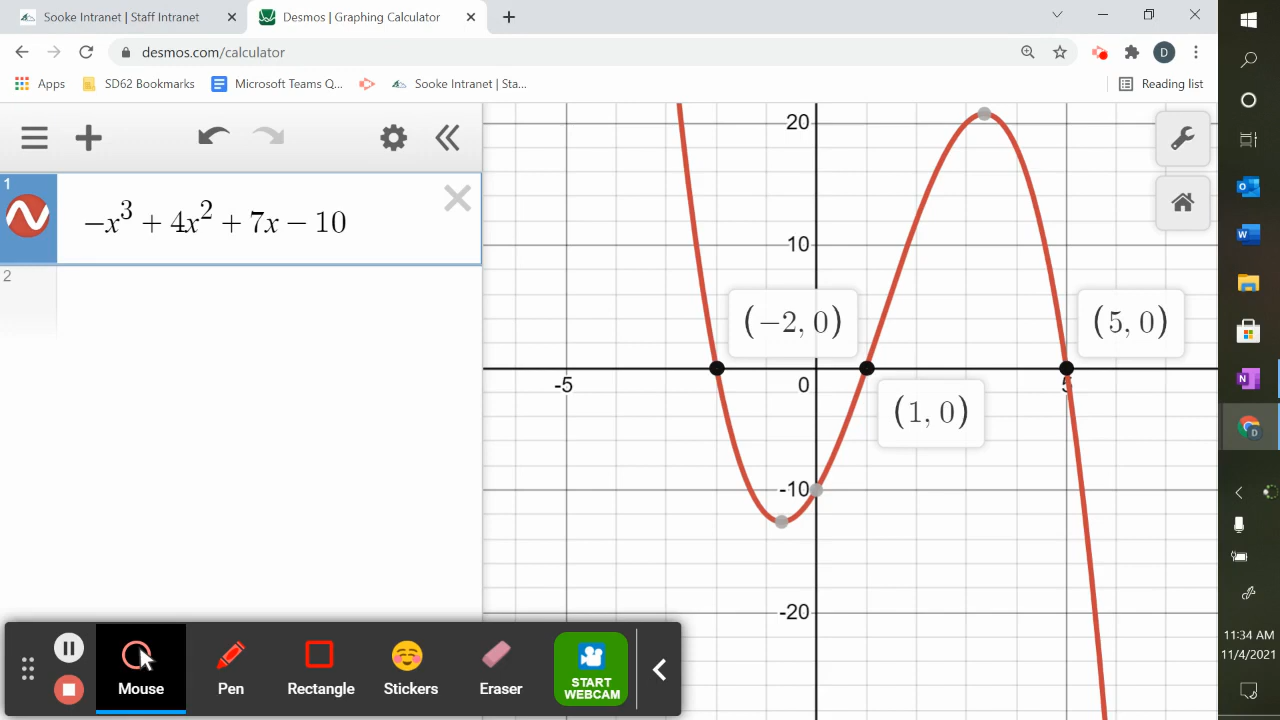 Sooke Intranet | Staff Intranet
Desmos | Graphing Calculator
desmos.com/calculator
D
Apps
SD62 Bookmarks
Microsoft Teams Q...
Sooke Intranet | Sta...
Reading list
1
−x³ + 4x² + 7x − 10
2
20
10
(−2, 0)
(5, 0)
-5
0
5
(1, 0)
-10
-20
Mouse
Pen
Rectangle
Stickers
Eraser
START
WEBCAM
11:34 AM
11/4/2021